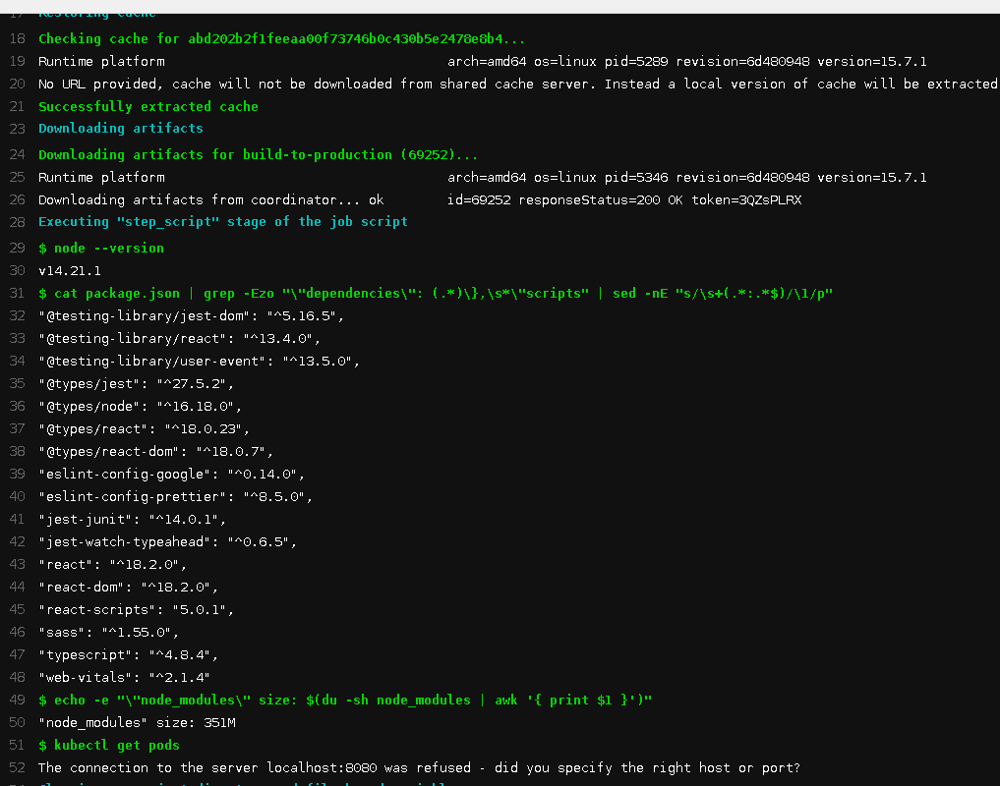 17 Restoring cache
18 Checking cache for abd202b2f1feeaa00f73746b0c430b5e2478e8b4...
19 Runtime platform arch=amd64 os=linux pid=5289 revision=6d480948 version=15.7.1
20 No URL provided, cache will not be downloaded from shared cache server. Instead a local version of cache will be extracted
21 Successfully extracted cache
23 Downloading artifacts
24 Downloading artifacts for build-to-production (69252)...
25 Runtime platform arch=amd64 os=linux pid=5346 revision=6d480948 version=15.7.1
26 Downloading artifacts from coordinator... ok id=69252 responseStatus=200 OK token=3QZsPLRX
28 Executing "step_script" stage of the job script
29 $ node --version
30 v14.21.1
31 $ cat package.json | grep -Ezo "\"dependencies\": (.*)\},\s*\"scripts" | sed -nE "s/\s+(.*:.*$)/\1/p"
32 "@testing-library/jest-dom": "^5.16.5",
33 "@testing-library/react": "^13.4.0",
34 "@testing-library/user-event": "^13.5.0",
35 "@types/jest": "^27.5.2",
36 "@types/node": "^16.18.0",
37 "@types/react": "^18.0.23",
38 "@types/react-dom": "^18.0.7",
39 "eslint-config-google": "^0.14.0",
40 "eslint-config-prettier": "^8.5.0",
41 "jest-junit": "^14.0.1",
42 "jest-watch-typeahead": "^0.6.5",
43 "react": "^18.2.0",
44 "react-dom": "^18.2.0",
45 "react-scripts": "5.0.1",
46 "sass": "^1.55.0",
47 "typescript": "^4.8.4",
48 "web-vitals": "^2.1.4"
49 $ echo -e "\"node_modules\" size: $(du -sh node_modules | awk '{ print $1 }')"
50 "node_modules" size: 351M
51 $ kubectl get pods
52 The connection to the server localhost:8080 was refused - did you specify the right host or port?